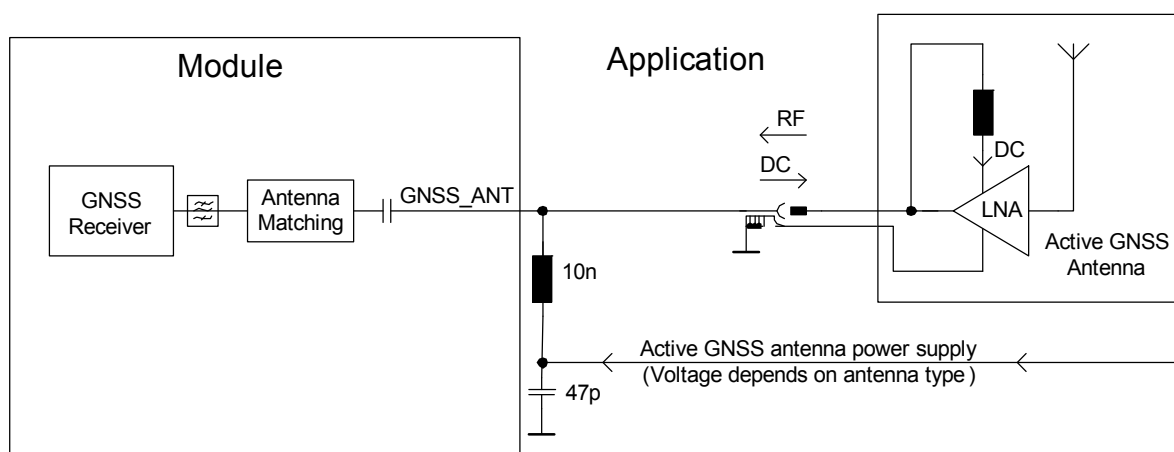 Module
Application
RF
DC
GNSS
Receiver
Antenna
Matching
GNSS_ANT
DC
LNA
Active GNSS
Antenna
10n
Active GNSS antenna power supply
(Voltage depends on antenna type)
47p